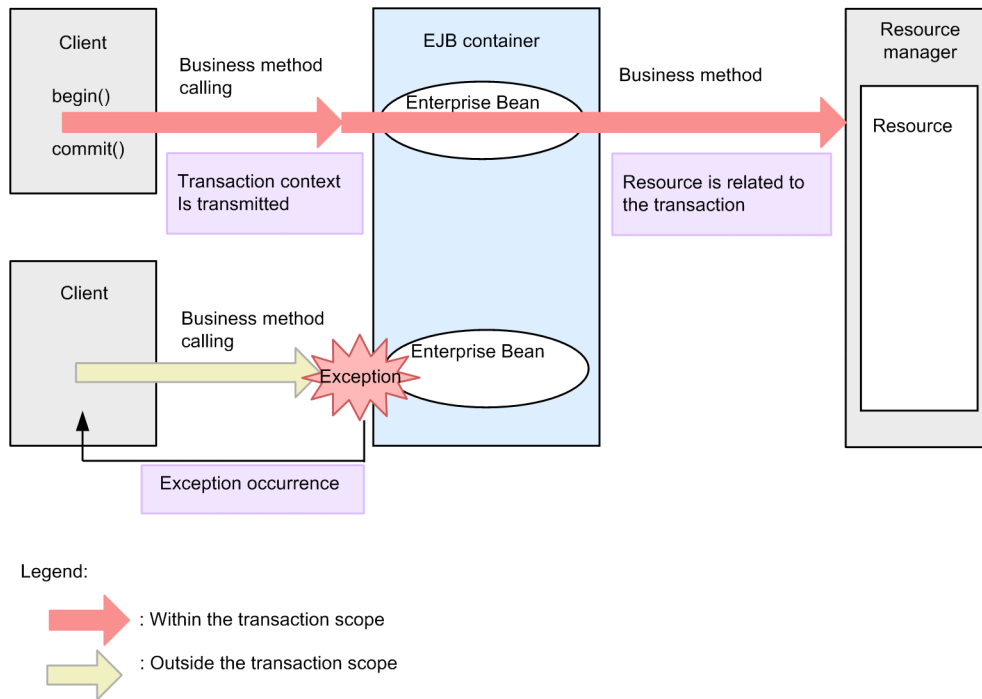 Client
begin()
commit()
Business method
calling
Transaction context
Is transmitted
EJB container
Enterprise Bean
Business method
Resource is related to
the transaction
Resource
manager
Resource
Client
Business method
calling
Exception
Enterprise Bean
Exception occurrence
Legend:
: Within the transaction scope
: Outside the transaction scope